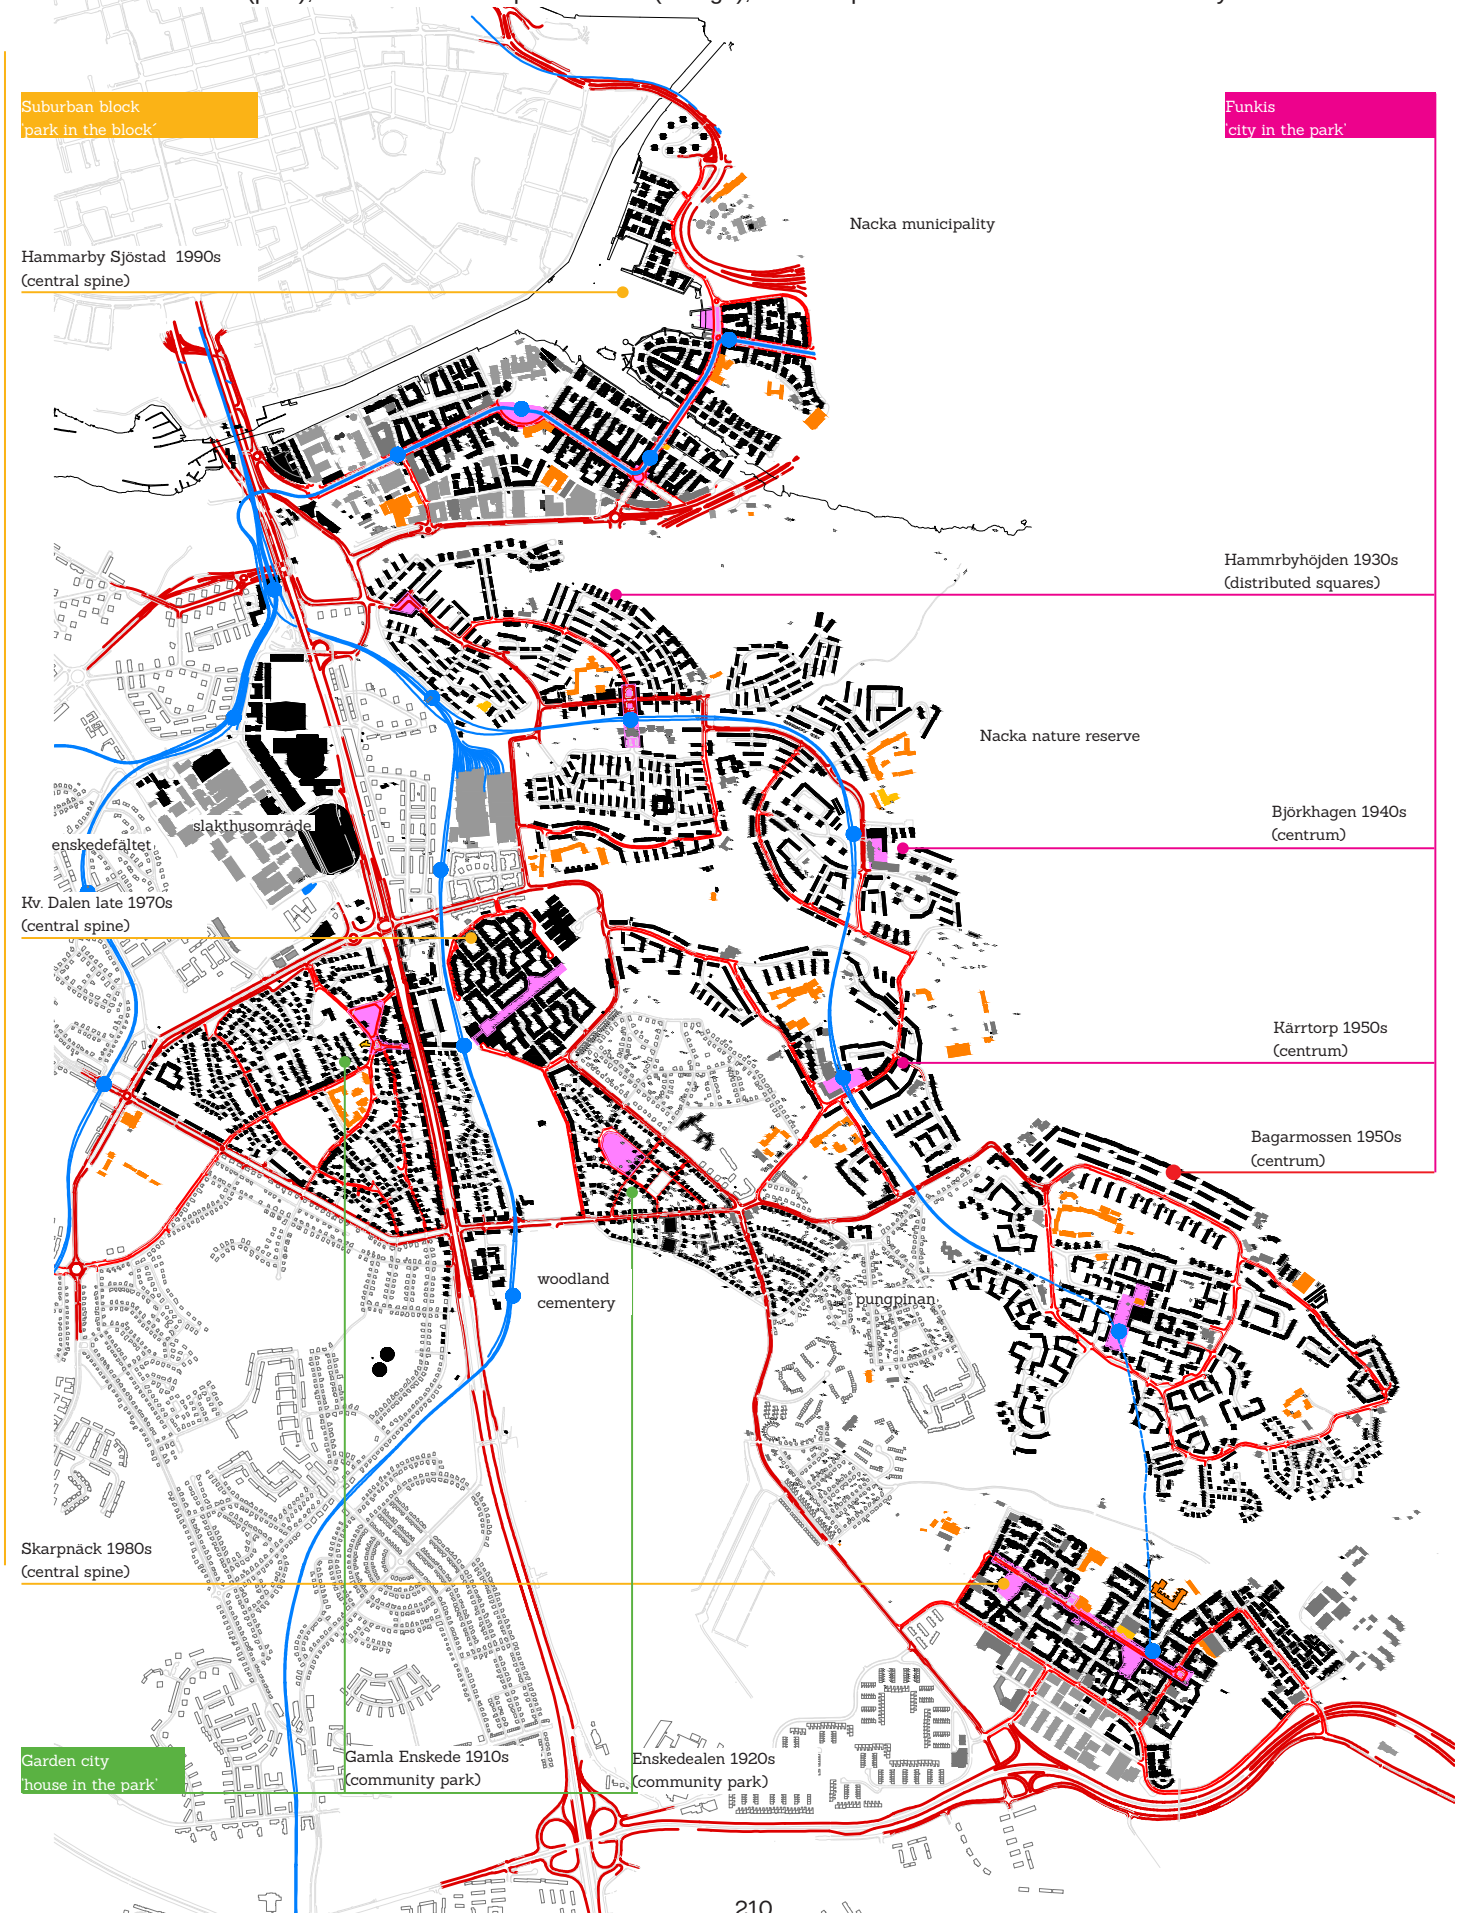 Suburban block
'park in the block´
Funkis
'city in the park'
Nacka municipality
Hammarby Sjöstad 1990s
(central spine)
Hammrbyhöjden 1930s
(distributed squares)
Nacka nature reserve
Björkhagen 1940s
(centrum)
slakthusområde
enskedefältet
Kv. Dalen late 1970s
(central spine)
Kärrtorp 1950s
(centrum)
Bagarmossen 1950s
(centrum)
woodland
cementery
pungpinan
Skarpnäck 1980s
(central spine)
Garden city
'house in the park'
Gamla Enskede 1910s
(community park)
Enskedealen 1920s
(community park)
210